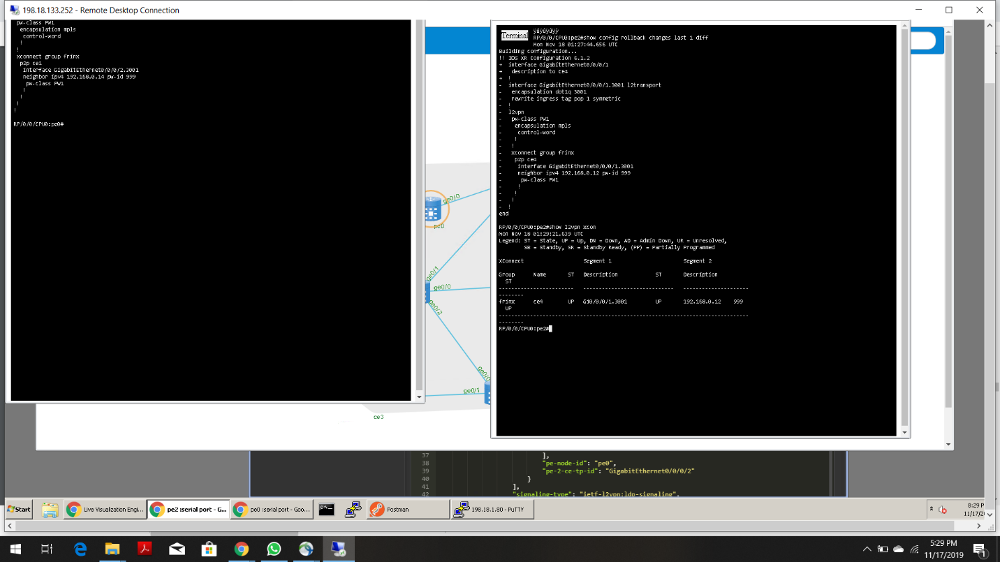 198.18.133.252 - Remote Desktop Connection
pw-class PW1
encapsulation mpls
control-word
!
!
xconnect group frinx
p2p ce1
interface GigabitEthernet0/0/0/2.3001
neighbor ipv4 192.168.0.14 pw-id 999
pw-class PW1
!
!
!
!
RP/0/0/CPU0:pe0#
Terminal
ÿúÿùÿúÿÿ
RP/0/0/CPU0:pe2#show config rollback changes last 1 diff
Mon Nov 18 01:27:44.656 UTC
Building configuration...
!! IOS XR Configuration 6.1.2
+ interface GigabitEthernet0/0/0/1
+ description to CE4
+ !
- interface GigabitEthernet0/0/0/1.3001 l2transport
- encapsulation dot1q 3001
- rewrite ingress tag pop 1 symmetric
- !
- l2vpn
- pw-class PW1
- encapsulation mpls
- control-word
- !
- !
- xconnect group frinx
- p2p ce4
- interface GigabitEthernet0/0/0/1.3001
- neighbor ipv4 192.168.0.12 pw-id 999
- pw-class PW1
- !
- !
- !
- !
end
RP/0/0/CPU0:pe2#show l2vpn xcon
Mon Nov 18 01:29:21.539 UTC
Legend: ST = State, UP = Up, DN = Down, AD = Admin Down, UR = Unresolved,
SB = Standby, SR = Standby Ready, (PP) = Partially Programmed
XConnect Segment 1 Segment 2
Group Name ST Description ST Description
ST
------------------------ ----------------------------- ---------------------
--------
frinx ce4 UP Gi0/0/0/1.3001 UP 192.168.0.12 999
UP
--------------------------------------------------------------------------------
--------
RP/0/0/CPU0:pe2#
ge0/0
pe0
ge0/1
ge0/0
ge0/2
ge0/0
ge0/1
ce3
37 ],
38 "pe-node-id": "pe0",
39 "pe-2-ce-tp-id": "GigabitEthernet0/0/0/2"
40 }
41 ],
42 "signaling-type": "ietf-l2vpn:ldp-signaling",
Start
Live Visualization Engi...
pe2 :serial port - G...
pe0 :serial port - Goo...
Postman
198.18.1.80 - PuTTY
8:29 P
11/17/20
5:29 PM
11/17/2019
1